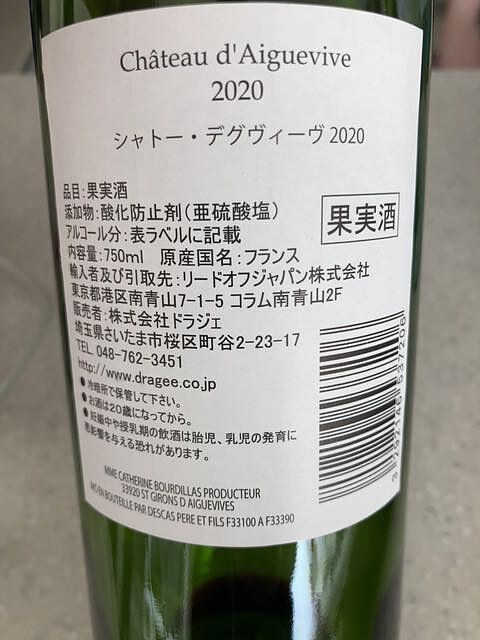 Château d'Aiguevive
2020
シャトー・デグヴィーヴ 2020
品目:果実酒
添加物:酸化防止剤(亜硫酸塩)
アルコール分:表ラベルに記載
果実酒
内容量:750ml 原産国名:フランス
輸入者及び引取先:リードオフジャパン株式会社
東京都港区南青山7-1-5 コラム南青山2F
販売者:株式会社ドラジェ
埼玉県さいたま市桜区町谷2-23-17
TEL 048-762-3451
http://www.dragee.co.jp
●冷暗所で保管して下さい。
●お酒は20歳になってから。
●妊娠中や授乳期の飲酒は胎児、乳児の発育に
悪影響を与える恐れがあります。
MME CATHERINE BOURDILLAS PRODUCTEUR
33920 ST GIRONS D AIGUEVIVES
MIS EN BOUTEILLE PAR DESCAS PERE ET FILS F33100 A F33390